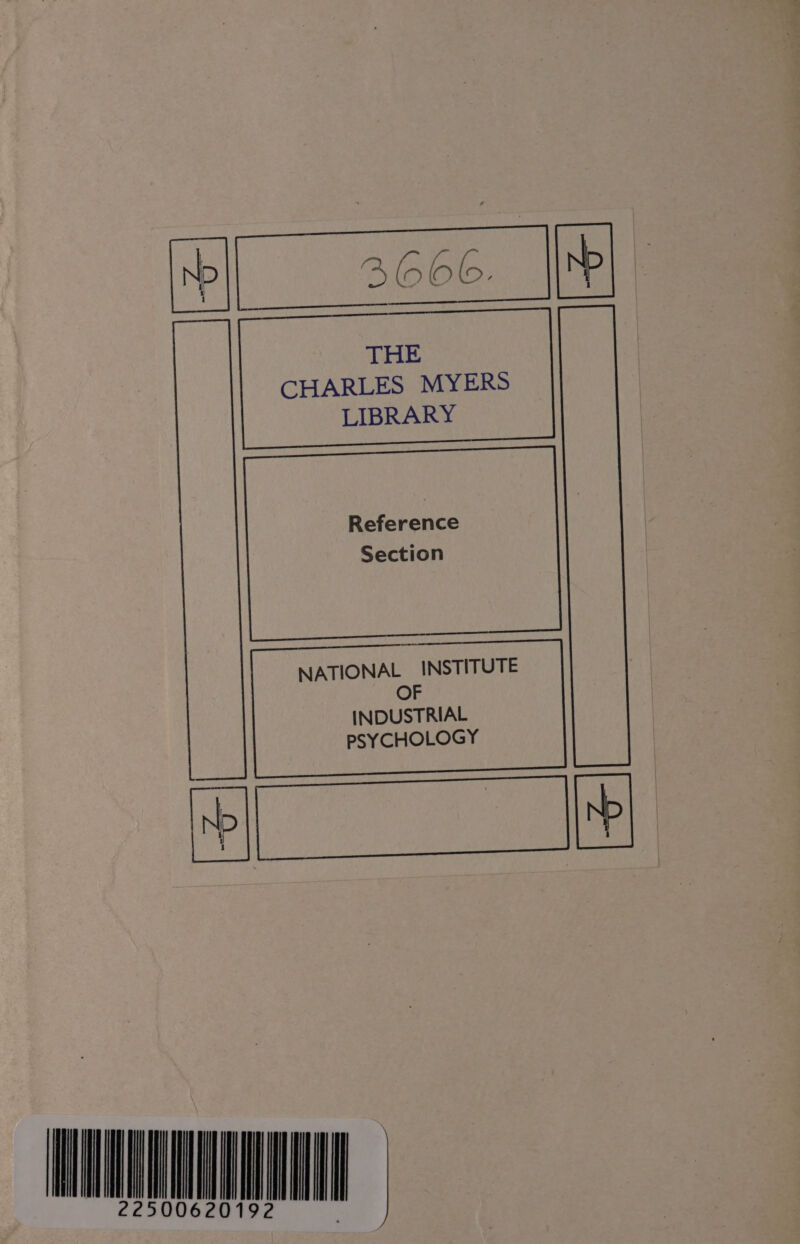 3666.
THE
CHARLES MYERS
LIBRARY
Reference
Section
NATIONAL INSTITUTE
OF
INDUSTRIAL
PSYCHOLOGY
22500620192